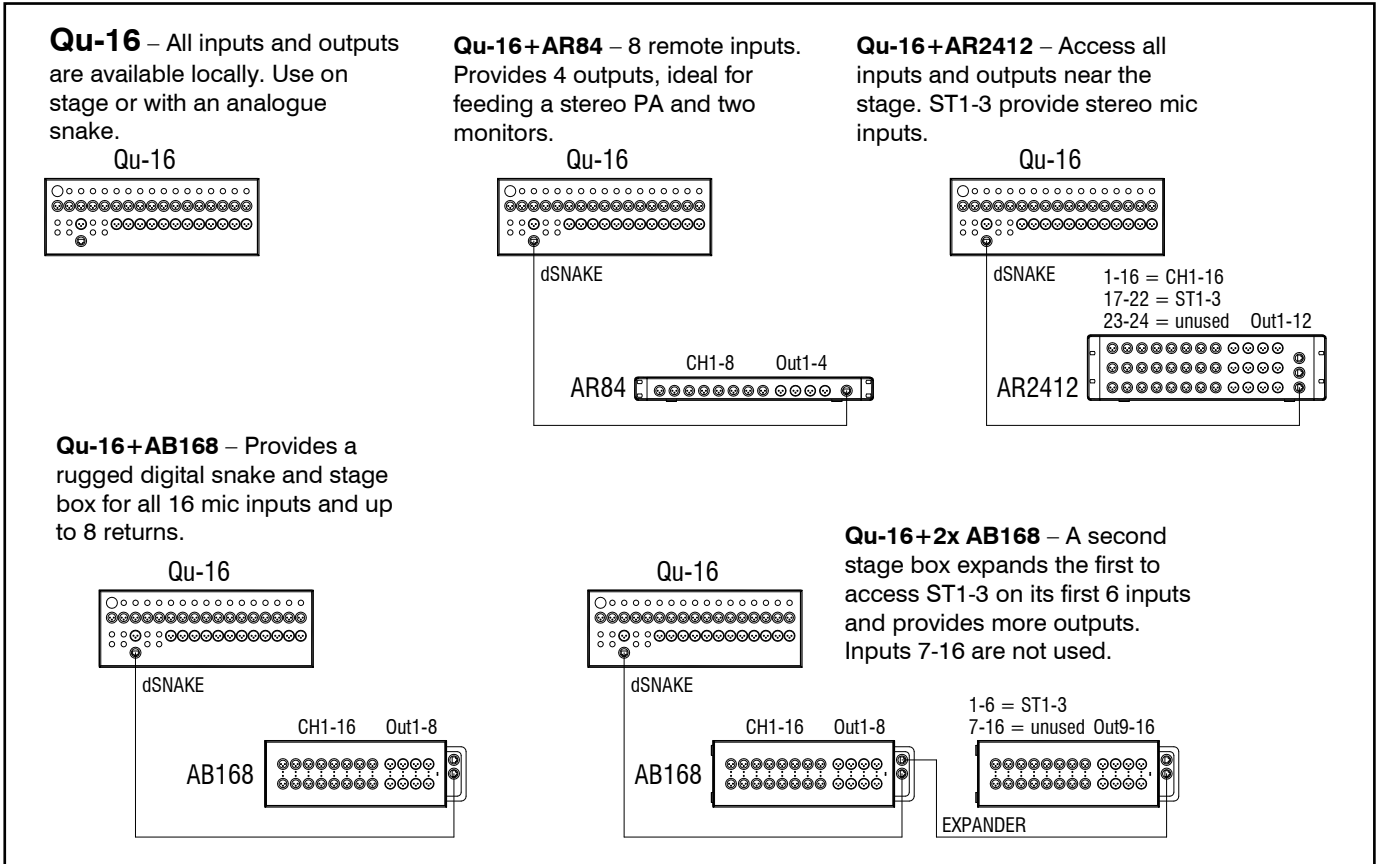 Qu-16 – All inputs and outputs
are available locally. Use on
stage or with an analogue
snake.
Qu-16
Qu-16+AR84 – 8 remote inputs.
Provides 4 outputs, ideal for
feeding a stereo PA and two
monitors.
Qu-16
dSNAKE
CH1-8 Out1-4
AR84
Qu-16+AR2412 – Access all
inputs and outputs near the
stage. ST1-3 provide stereo mic
inputs.
Qu-16
dSNAKE
1-16 = CH1-16
17-22 = ST1-3
23-24 = unused Out1-12
AR2412
Qu-16+AB168 – Provides a
rugged digital snake and stage
box for all 16 mic inputs and up
to 8 returns.
Qu-16
dSNAKE
CH1-16 Out1-8
AB168
Qu-16+2x AB168 – A second
stage box expands the first to
access ST1-3 on its first 6 inputs
and provides more outputs.
Inputs 7-16 are not used.
Qu-16
dSNAKE
CH1-16 Out1-8
AB168
1-6 = ST1-3
7-16 = unused Out9-16
EXPANDER